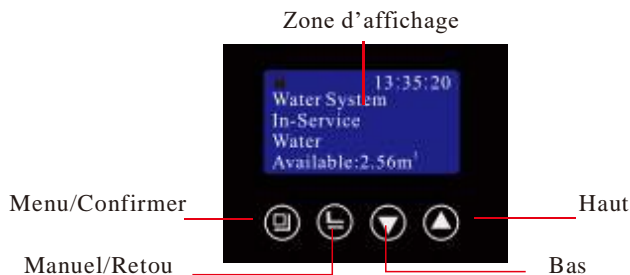 Zone d'affichage
13:35:20
Water System
In-Service
Water
Available:2.56m³
Menu/Confirmer
Haut
Manuel/Retou
Bas